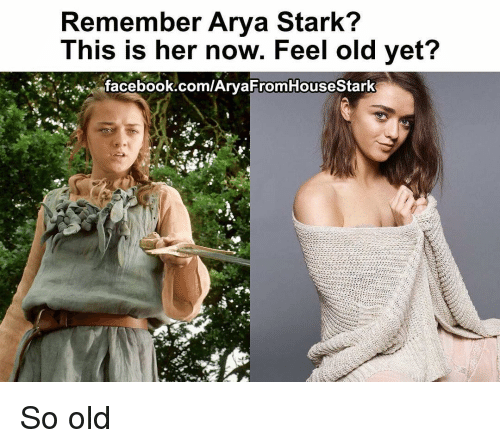 Remember Arya Stark?
This is her now. Feel old yet?
facebook.com/AryaFromHouseStark
So old